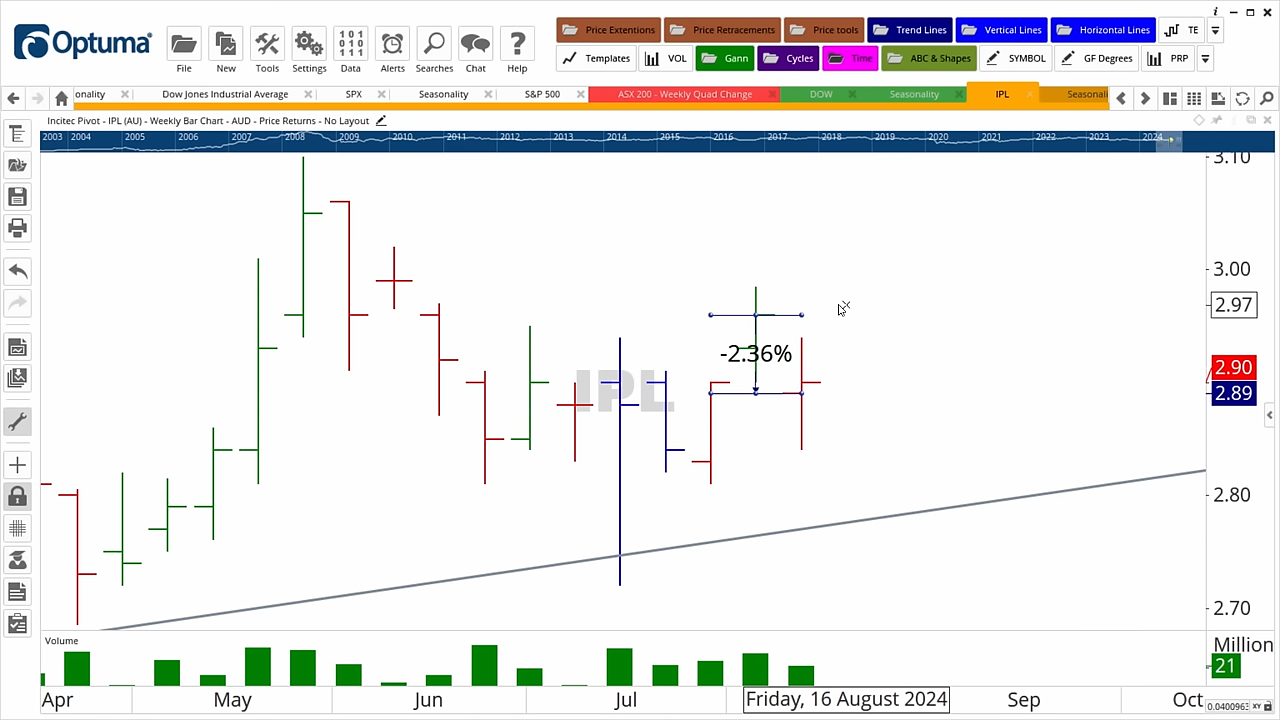 i
Optuma
File
New
Tools
Settings
Data
Alerts
Searches
Chat
Help
Price Extentions
Price Retracements
Price tools
Trend Lines
Vertical Lines
Horizontal Lines
TE
Templates
VOL
Gann
Cycles
Time
ABC & Shapes
SYMBOL
GF Degrees
PRP
onality
Dow Jones Industrial Average
SPX
Seasonality
S&P 500
ASX 200 - Weekly Quad Change
DOW
Seasonality
IPL
Seasonali
Incitec Pivot - IPL (AU) - Weekly Bar Chart - AUD - Price Returns - No Layout
2003 2004 2005 2006 2007 2008 2009 2010 2011 2012 2013 2014 2015 2016 2017 2018 2019 2020 2021 2022 2023 2024
3.10
3.00
2.97
-2.36%
2.90
2.89
IPL
2.80
2.70
Volume
Million
21
Apr May Jun Jul Friday, 16 August 2024 Sep Oct
0.0400963 XY